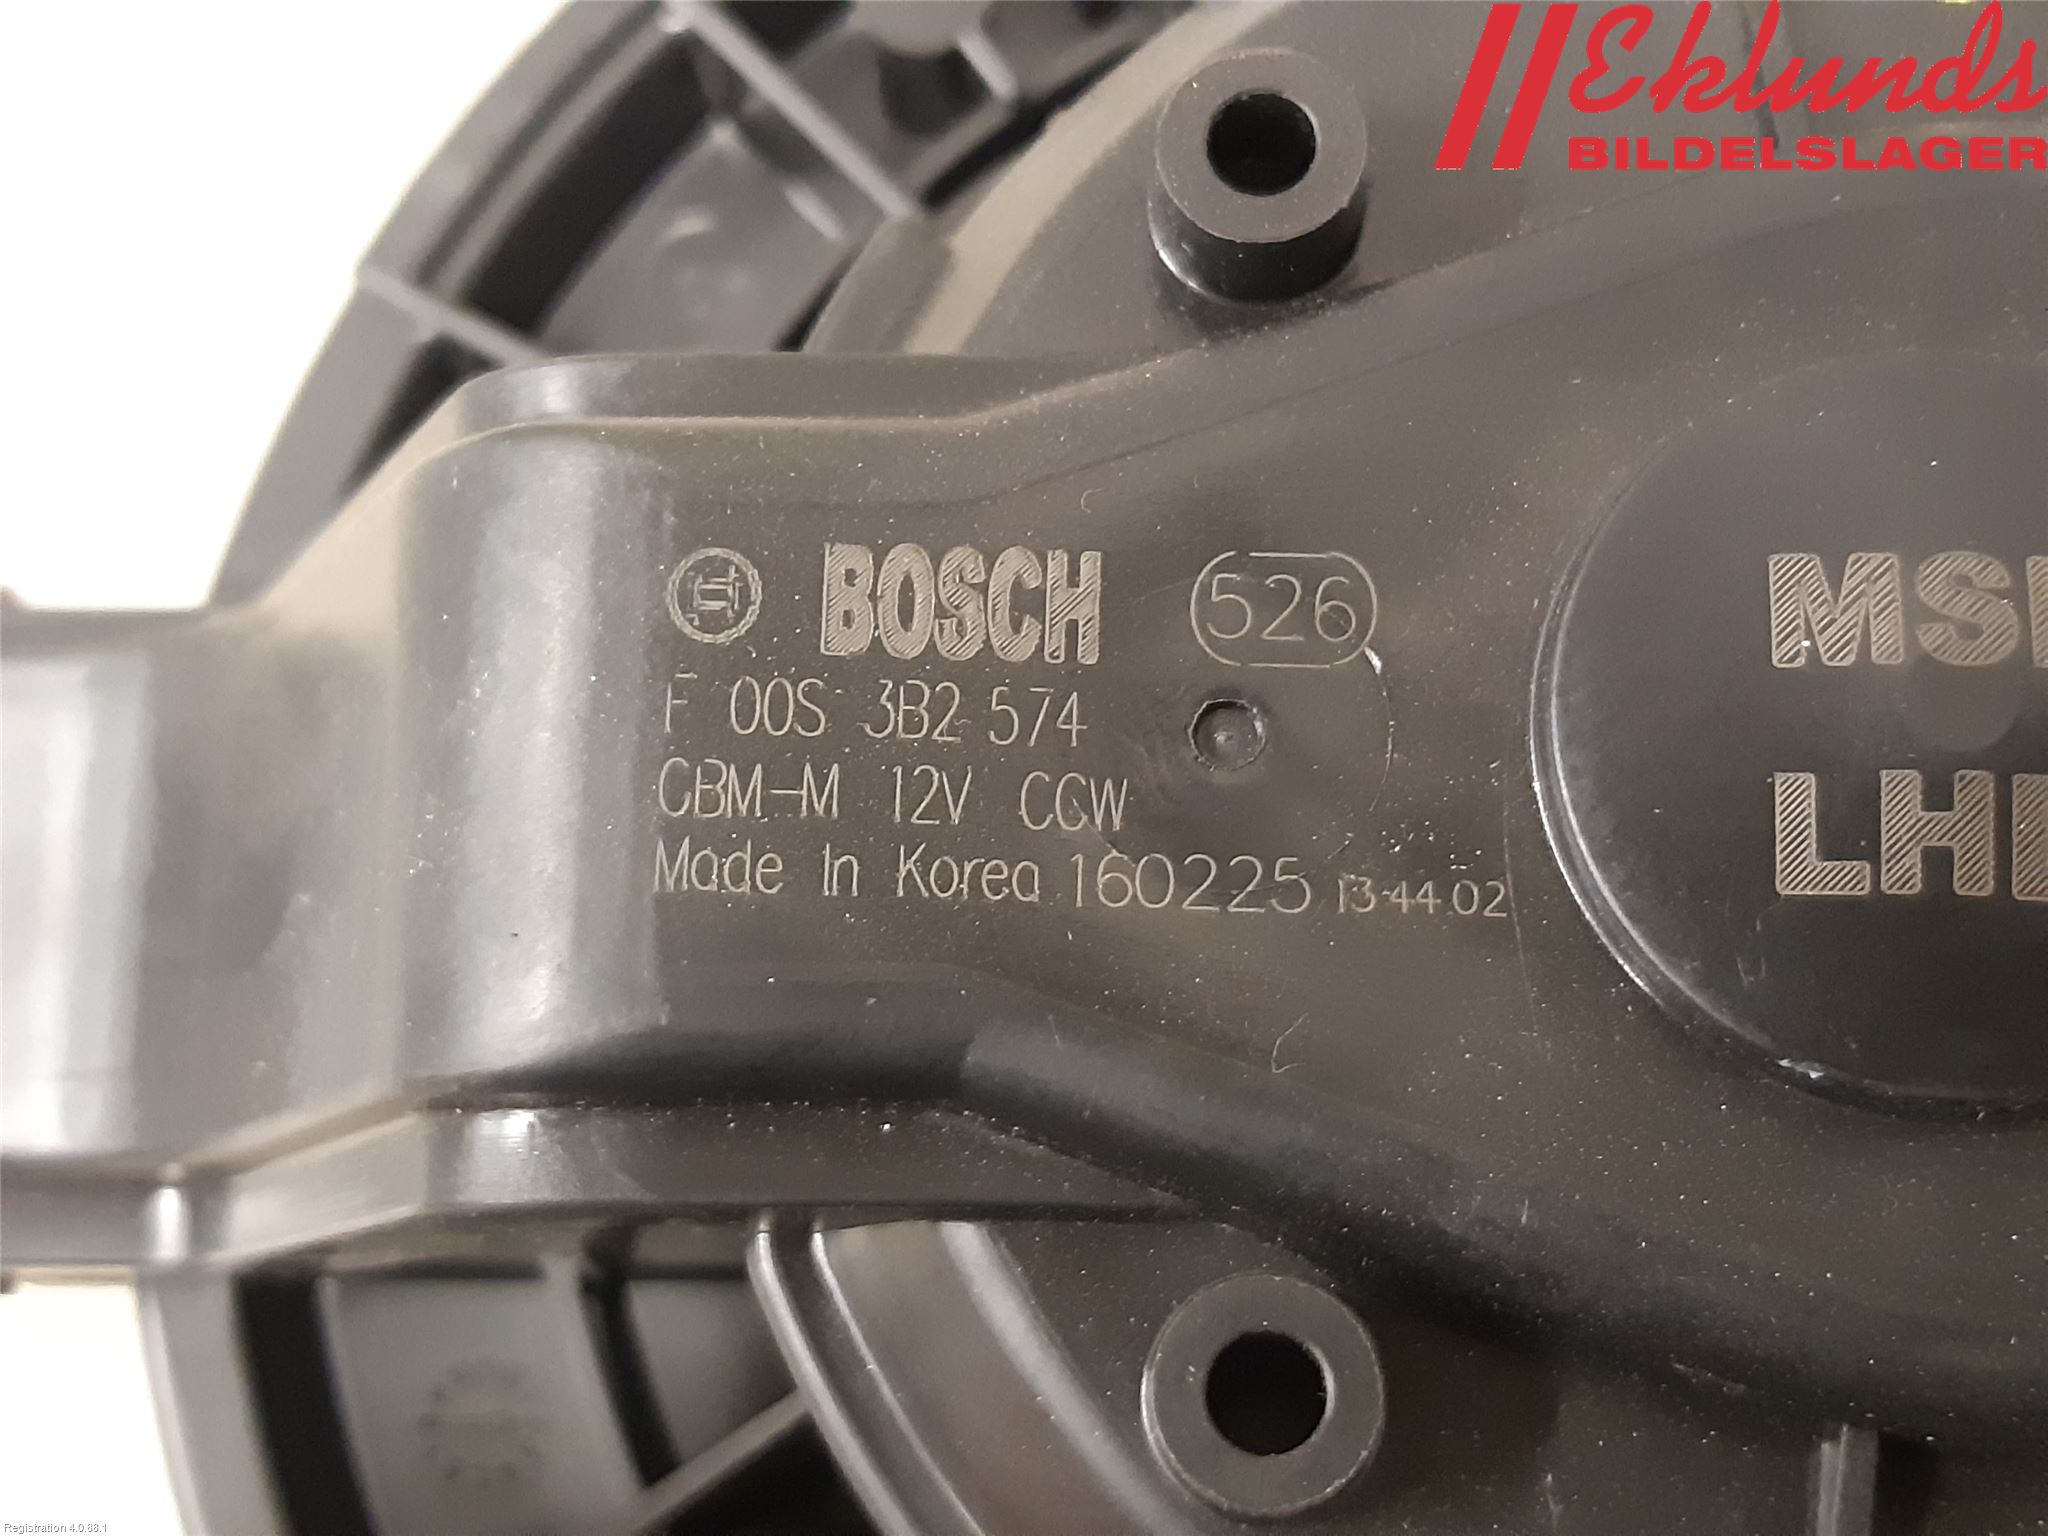 Eklunds
BILDELSLAGER
BOSCH 526
F 00S 3B2 574
CBM-M 12V CCW
Made In Korea 160225 13:44:02
Registration 4.0.88.1